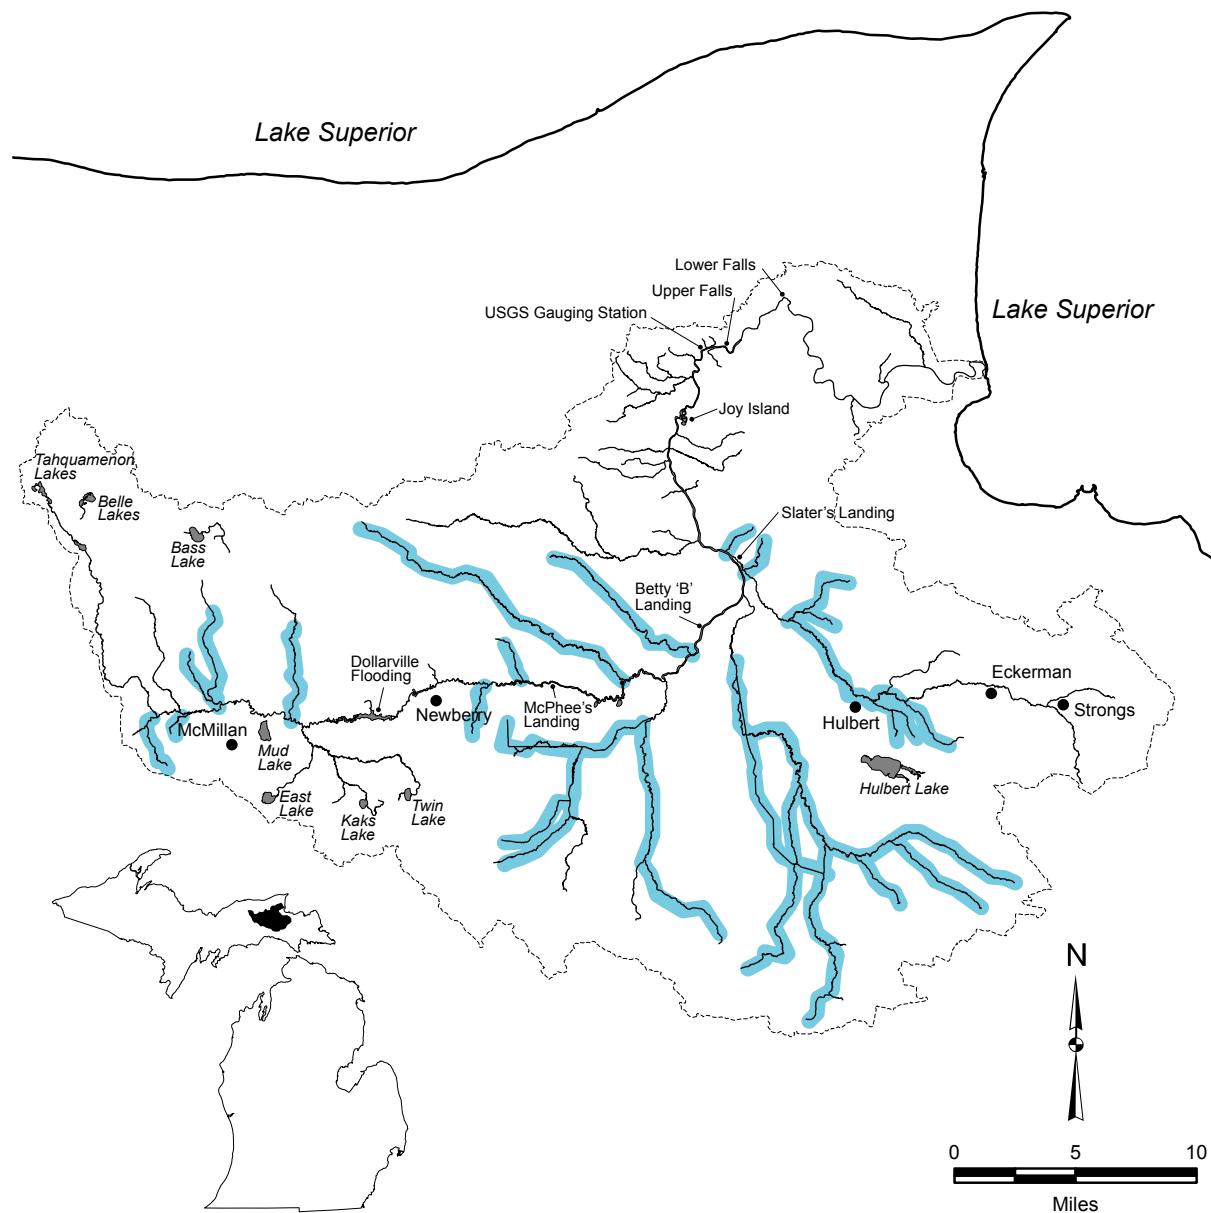 Lake Superior
Lower Falls
Upper Falls
USGS Gauging Station
Lake Superior
Joy Island
Tahquamenon
Lakes
Belle
Lakes
Bass
Lake
Slater's Landing
Betty 'B'
Landing
Dollarville
Flooding
Eckerman
Newberry
McPhee's
Landing
Hulbert
Strongs
McMillan
Mud
Lake
Hulbert Lake
East
Lake
Kaks
Lake
Twin
Lake
N
0 5 10
Miles